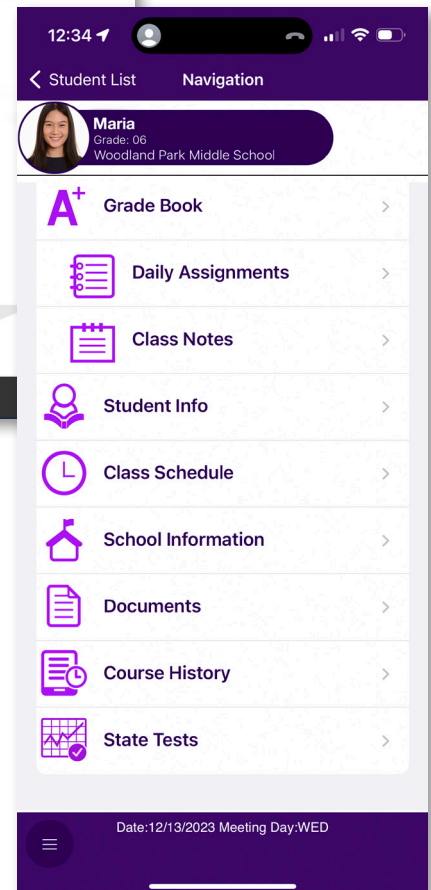 12:34
Student List Navigation
Maria
Grade: 06
Woodland Park Middle School
A+ Grade Book
Daily Assignments
Class Notes
Student Info
Class Schedule
School Information
Documents
Course History
State Tests
Date:12/13/2023 Meeting Day:WED